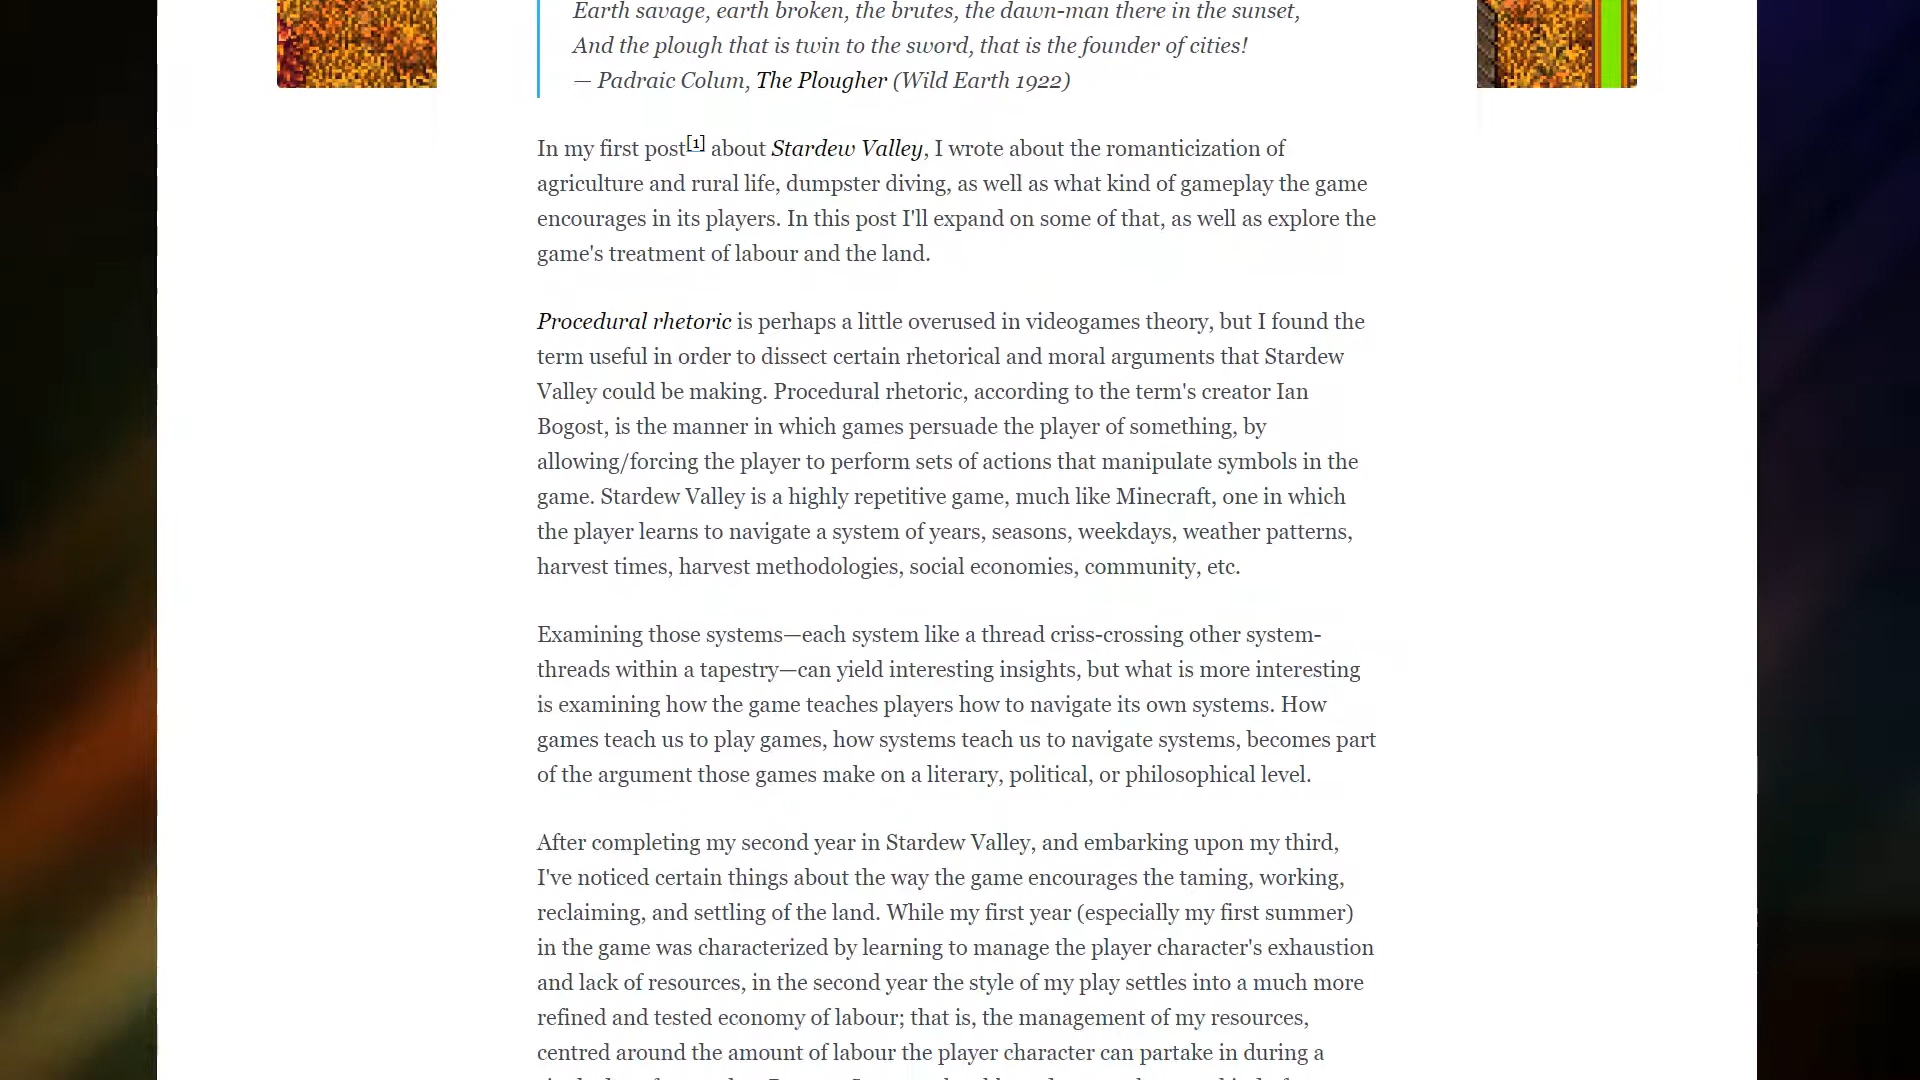 Earth savage, earth broken, the brutes, the dawn-man there in the sunset,
And the plough that is twin to the sword, that is the founder of cities!
— Padraic Colum, The Plougher (Wild Earth 1922)
In my first post[1] about Stardew Valley, I wrote about the romanticization of
agriculture and rural life, dumpster diving, as well as what kind of gameplay the game
encourages in its players. In this post I'll expand on some of that, as well as explore the
game's treatment of labour and the land.
Procedural rhetoric is perhaps a little overused in videogames theory, but I found the
term useful in order to dissect certain rhetorical and moral arguments that Stardew
Valley could be making. Procedural rhetoric, according to the term's creator Ian
Bogost, is the manner in which games persuade the player of something, by
allowing/forcing the player to perform sets of actions that manipulate symbols in the
game. Stardew Valley is a highly repetitive game, much like Minecraft, one in which
the player learns to navigate a system of years, seasons, weekdays, weather patterns,
harvest times, harvest methodologies, social economies, community, etc.
Examining those systems—each system like a thread criss-crossing other system-
threads within a tapestry—can yield interesting insights, but what is more interesting
is examining how the game teaches players how to navigate its own systems. How
games teach us to play games, how systems teach us to navigate systems, becomes part
of the argument those games make on a literary, political, or philosophical level.
After completing my second year in Stardew Valley, and embarking upon my third,
I've noticed certain things about the way the game encourages the taming, working,
reclaiming, and settling of the land. While my first year (especially my first summer)
in the game was characterized by learning to manage the player character's exhaustion
and lack of resources, in the second year the style of my play settles into a much more
refined and tested economy of labour; that is, the management of my resources,
centred around the amount of labour the player character can partake in during a